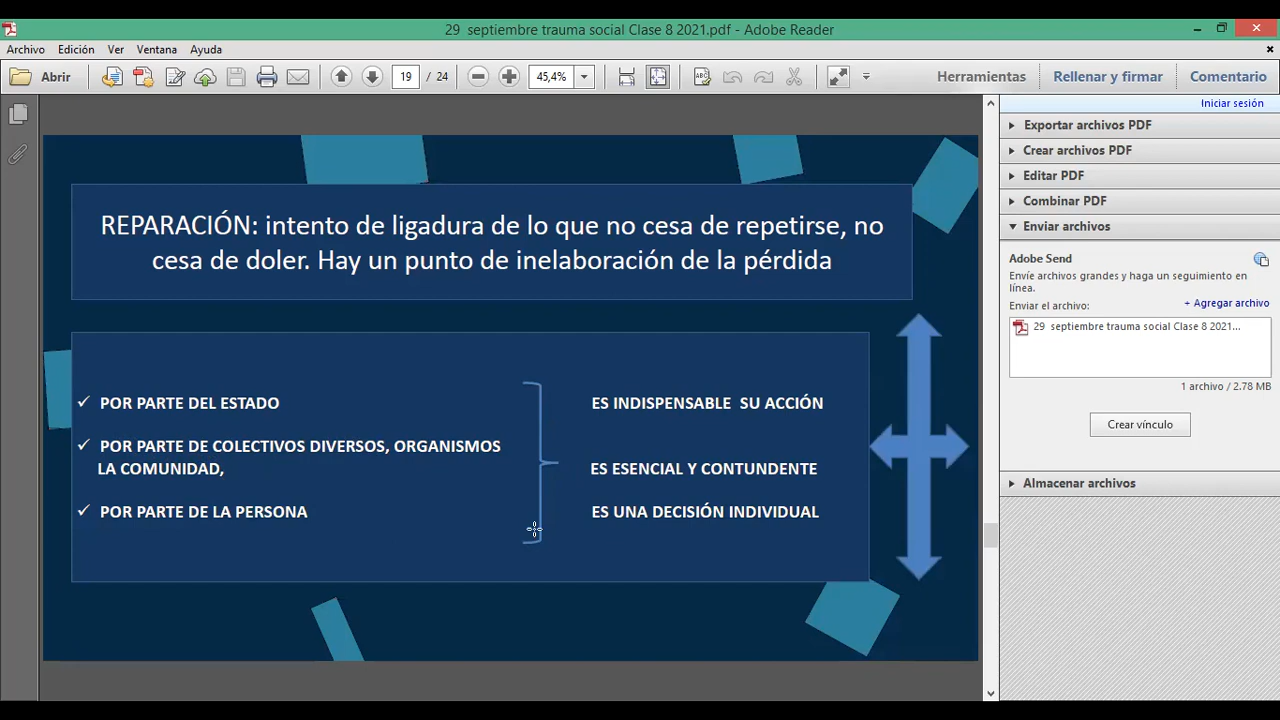 29 septiembre trauma social Clase 8 2021.pdf - Adobe Reader
Archivo Edición Ver Ventana Ayuda
Abrir 19 / 24 45,4% Herramientas Rellenar y firmar Comentario
Iniciar sesión
Exportar archivos PDF
Crear archivos PDF
Editar PDF
Combinar PDF
Enviar archivos
Adobe Send
Envíe archivos grandes y haga un seguimiento en
línea.
Enviar el archivo: + Agregar archivo
29 septiembre trauma social Clase 8 2021...
1 archivo / 2.78 MB
Crear vínculo
Almacenar archivos
REPARACIÓN: intento de ligadura de lo que no cesa de repetirse, no
cesa de doler. Hay un punto de inelaboración de la pérdida
✓ POR PARTE DEL ESTADO ES INDISPENSABLE SU ACCIÓN
✓ POR PARTE DE COLECTIVOS DIVERSOS, ORGANISMOS
LA COMUNIDAD, ES ESENCIAL Y CONTUNDENTE
✓ POR PARTE DE LA PERSONA ES UNA DECISIÓN INDIVIDUAL